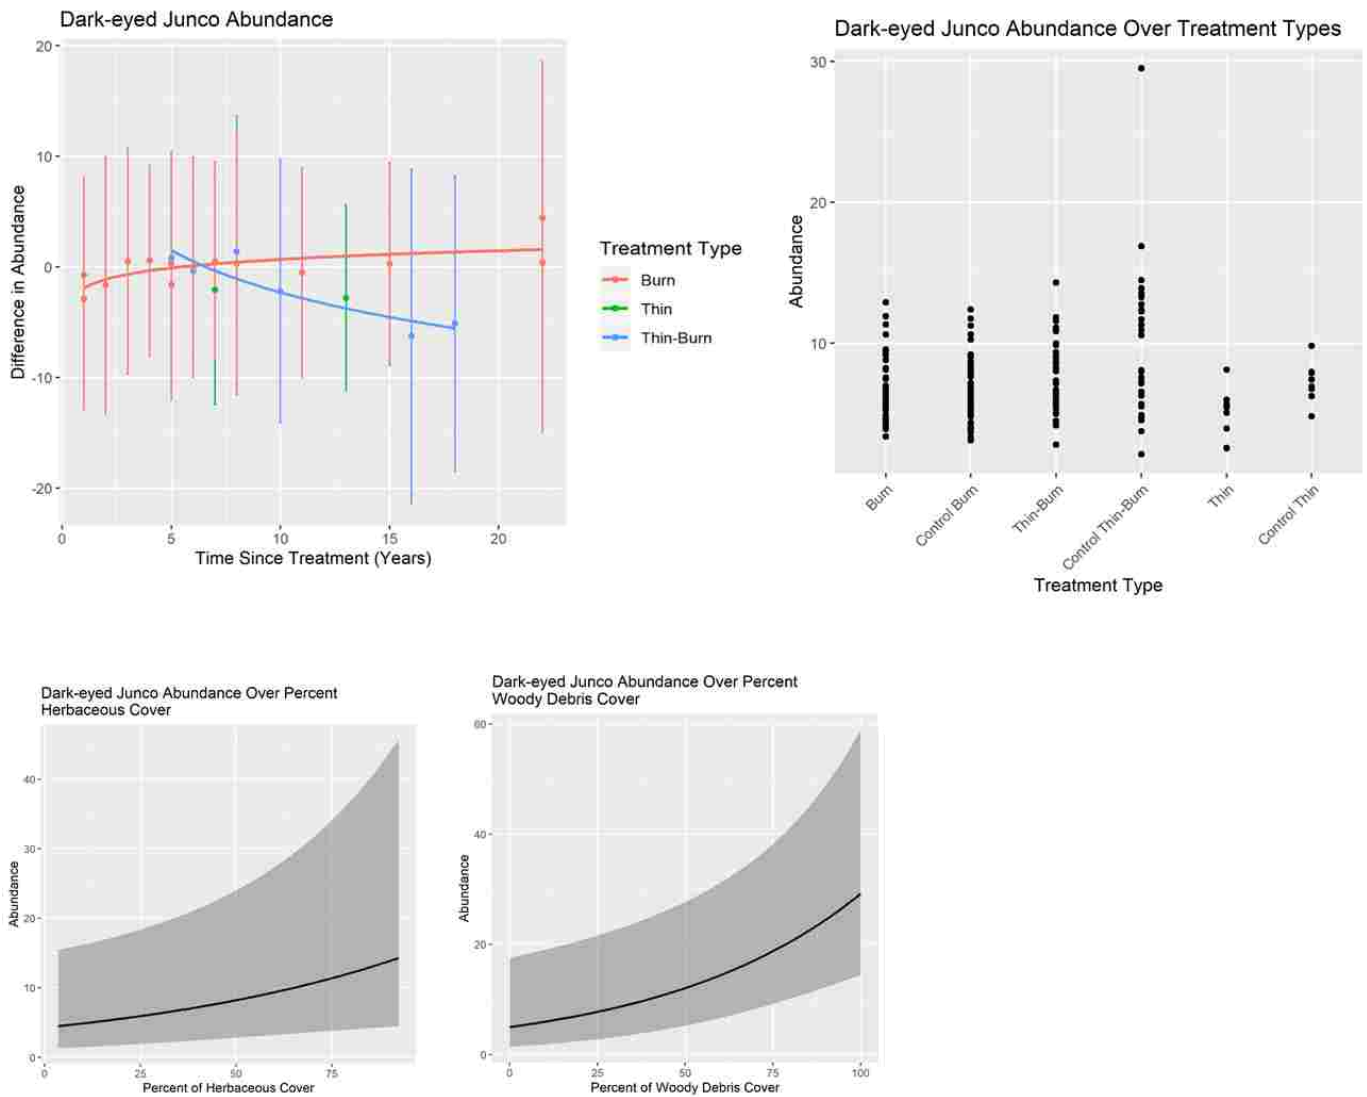 Dark-eyed Junco Abundance
20
10
0
-10
-20
Difference in Abundance
0 5 10 15 20
Time Since Treatment (Years)
Treatment Type
Burn
Thin
Thin-Burn
Dark-eyed Junco Abundance Over Treatment Types
30
20
10
Abundance
Burn
Control Burn
Thin-Burn
Control Thin-Burn
Thin
Control Thin
Treatment Type
Dark-eyed Junco Abundance Over Percent
Herbaceous Cover
40
30
20
10
0
Abundance
0 25 50 75
Percent of Herbaceous Cover
Dark-eyed Junco Abundance Over Percent
Woody Debris Cover
60
40
20
0
Abundance
0 25 50 75 100
Percent of Woody Debris Cover